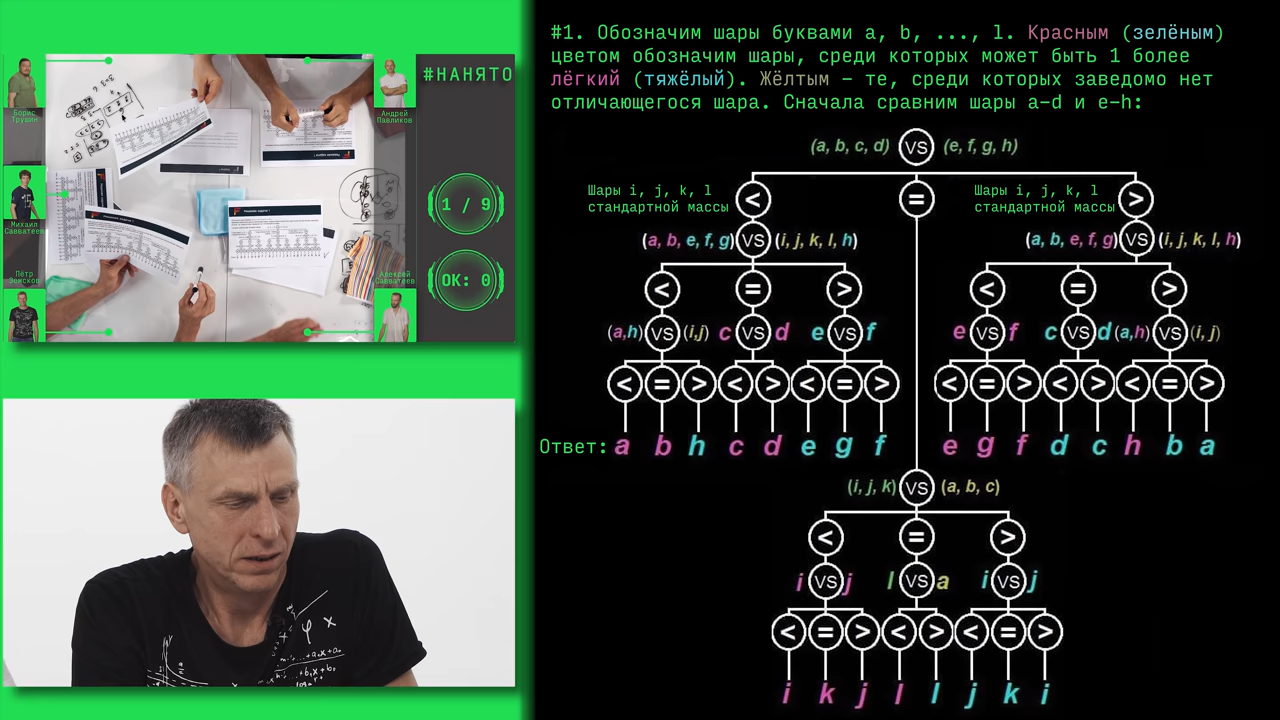 #1. Обозначим шары буквами a, b, ..., l. Красным (зелёным)
цветом обозначим шары, среди которых может быть 1 более
лёгкий (тяжёлый). Жёлтым – те, среди которых заведомо нет
отличающегося шара. Сначала сравним шары a-d и e-h:
#НАНЯТО
Борис
Трушин
Андрей
Павликов
Михаил
Савватеев
1 / 9
Пётр
Земсков
Алексей
Савватеев
OK: 0
(a, b, c, d) VS (e, f, g, h)
Шары i, j, k, l
стандартной массы
< = >
Шары i, j, k, l
стандартной массы
(a, b, e, f, g) VS (i, j, k, l, h)
(a, b, e, f, g) VS (i, j, k, l, h)
< = > < = >
(a,h) VS (i,j) c VS d e VS f e VS f c VS d (a,h) VS (i, j)
< = > < > < = > < = > < > < = >
Ответ: a b h c d e g f e g f d c h b a
(i, j, k) VS (a, b, c)
< = >
i VS j l VS a i VS j
< = > < > < = >
i k j l l j k i